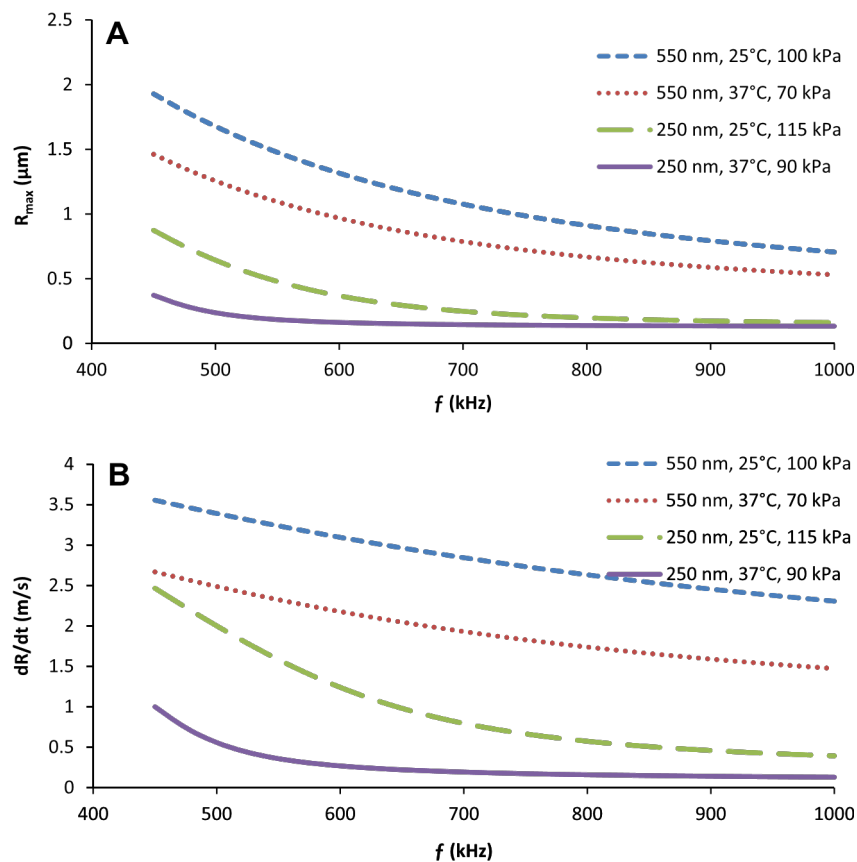 A
2.5
2
1.5
1
0.5
0
R_max (μm)
400 500 600 700 800 900 1000
f (kHz)
550 nm, 25°C, 100 kPa
550 nm, 37°C, 70 kPa
250 nm, 25°C, 115 kPa
250 nm, 37°C, 90 kPa
B
4
3.5
3
2.5
2
1.5
1
0.5
0
dR/dt (m/s)
400 500 600 700 800 900 1000
f (kHz)
550 nm, 25°C, 100 kPa
550 nm, 37°C, 70 kPa
250 nm, 25°C, 115 kPa
250 nm, 37°C, 90 kPa